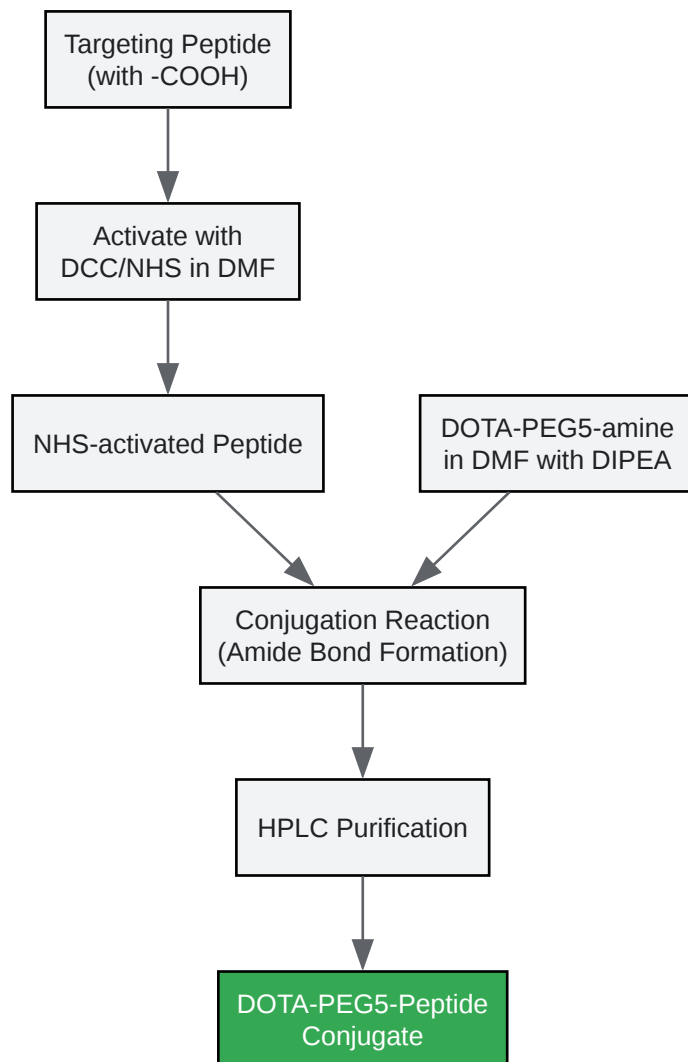 Targeting Peptide
(with -COOH)
Activate with
DCC/NHS in DMF
NHS-activated Peptide
DOTA-PEG5-amine
in DMF with DIPEA
Conjugation Reaction
(Amide Bond Formation)
HPLC Purification
DOTA-PEG5-Peptide
Conjugate